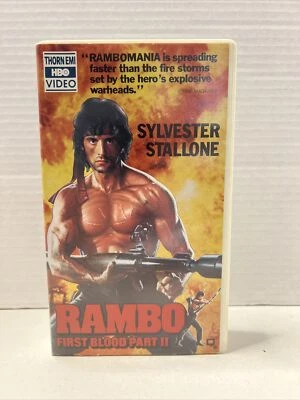 THORN EMI
HBO
VIDEO
"RAMBOMANIA is spreading
faster than the fire storms
set by the hero's explosive
warheads."
SYLVESTER
STALLONE
RAMBO
FIRST BLOOD PART II